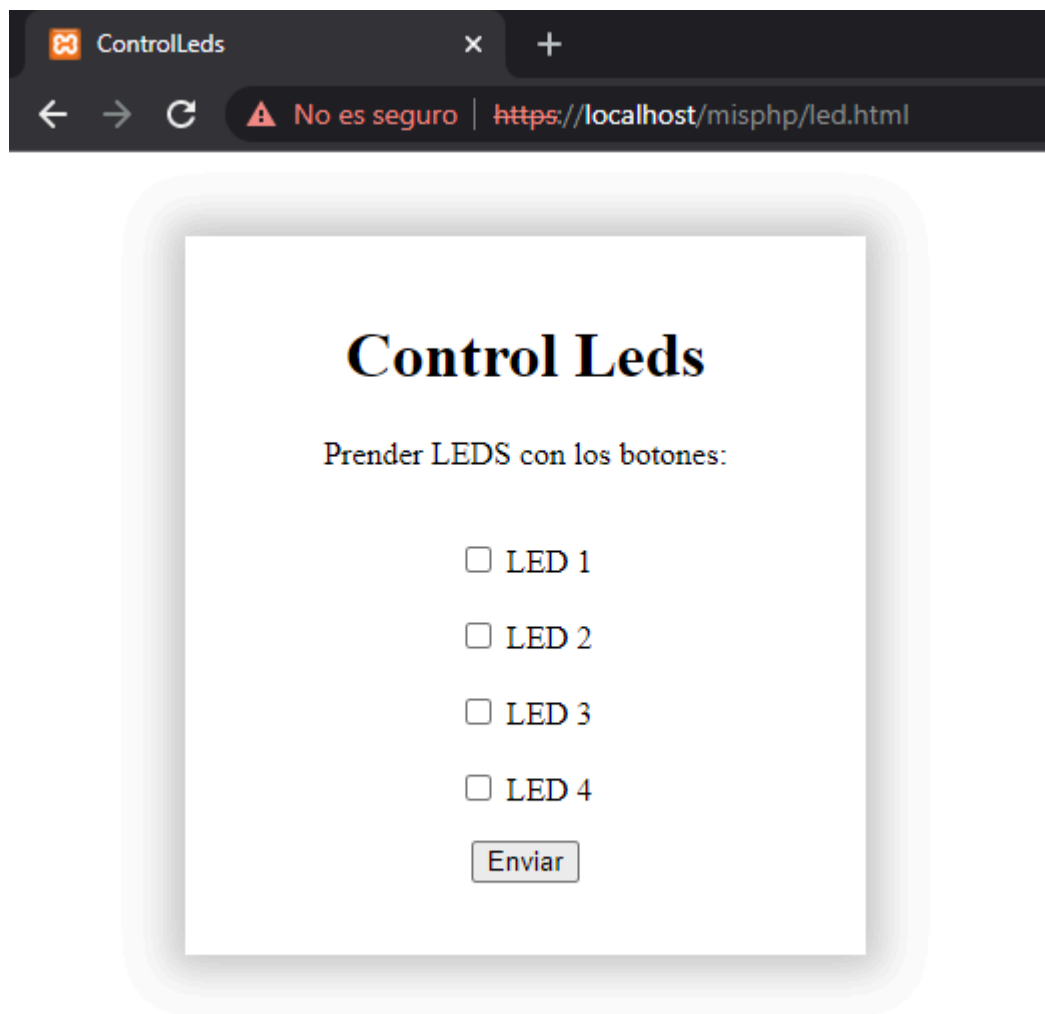 ControlLeds
No es seguro https://localhost/misphp/led.html
Control Leds
Prender LEDS con los botones:
LED 1
LED 2
LED 3
LED 4
Enviar